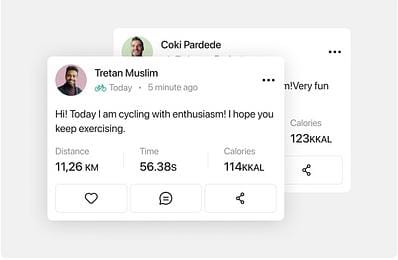 Coki Pardede
Tretan Muslim
Today • 5 minute ago
m!Very fun
Hi! Today I am cycling with enthusiasm! I hope you
keep exercising.
Calories
123KKAL
Distance Time Calories
11,26 KM 56.38S 114KKAL